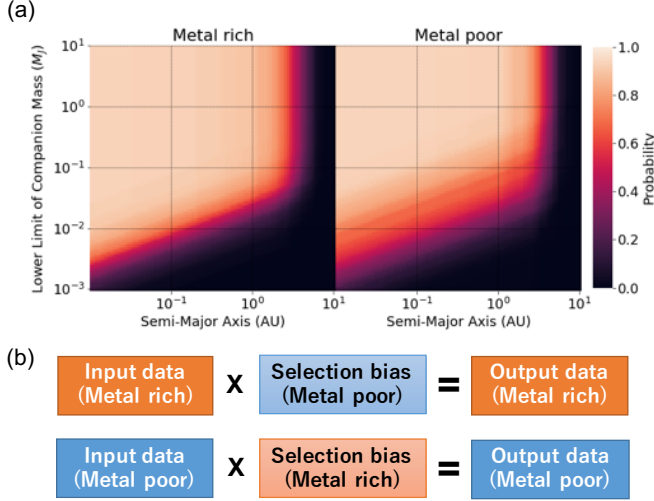 (a)
Metal rich
Metal poor
Lower Limit of Companion Mass (M_J)
10^1
10^0
10^-1
10^-2
10^-3
10^-1
10^0
10^1
10^-1
10^0
10^1
Semi-Major Axis (AU)
Semi-Major Axis (AU)
1.0
0.8
0.6
0.4
0.2
0.0
Probability
(b)
Input data
(Metal rich)
X
Selection bias
(Metal poor)
=
Output data
(Metal rich)
Input data
(Metal poor)
X
Selection bias
(Metal rich)
=
Output data
(Metal poor)